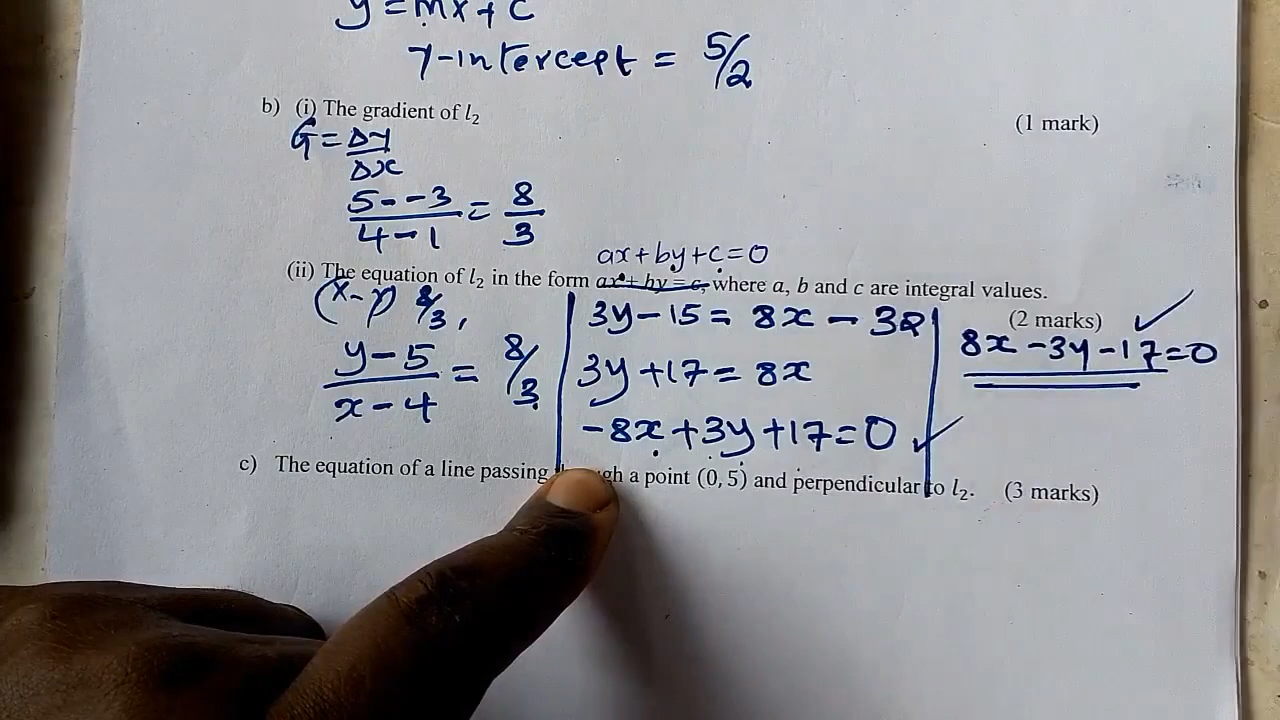 y = mx + c
y-intercept = 5/2
b) (i) The gradient of l₂ (1 mark)
G = Δy/Δx
5 - -3 / 4 - 1 = 8/3
ax + by + c = 0
(ii) The equation of l₂ in the form ax + by = c, where a, b and c are integral values.
(2 marks)
(x - y) 8/3,
y - 5 / x - 4 = 8/3
3y - 15 = 8x - 32
3y + 17 = 8x
-8x + 3y + 17 = 0 ✓
8x - 3y - 17 = 0 ✓
c) The equation of a line passing through a point (0, 5) and perpendicular to l₂. (3 marks)